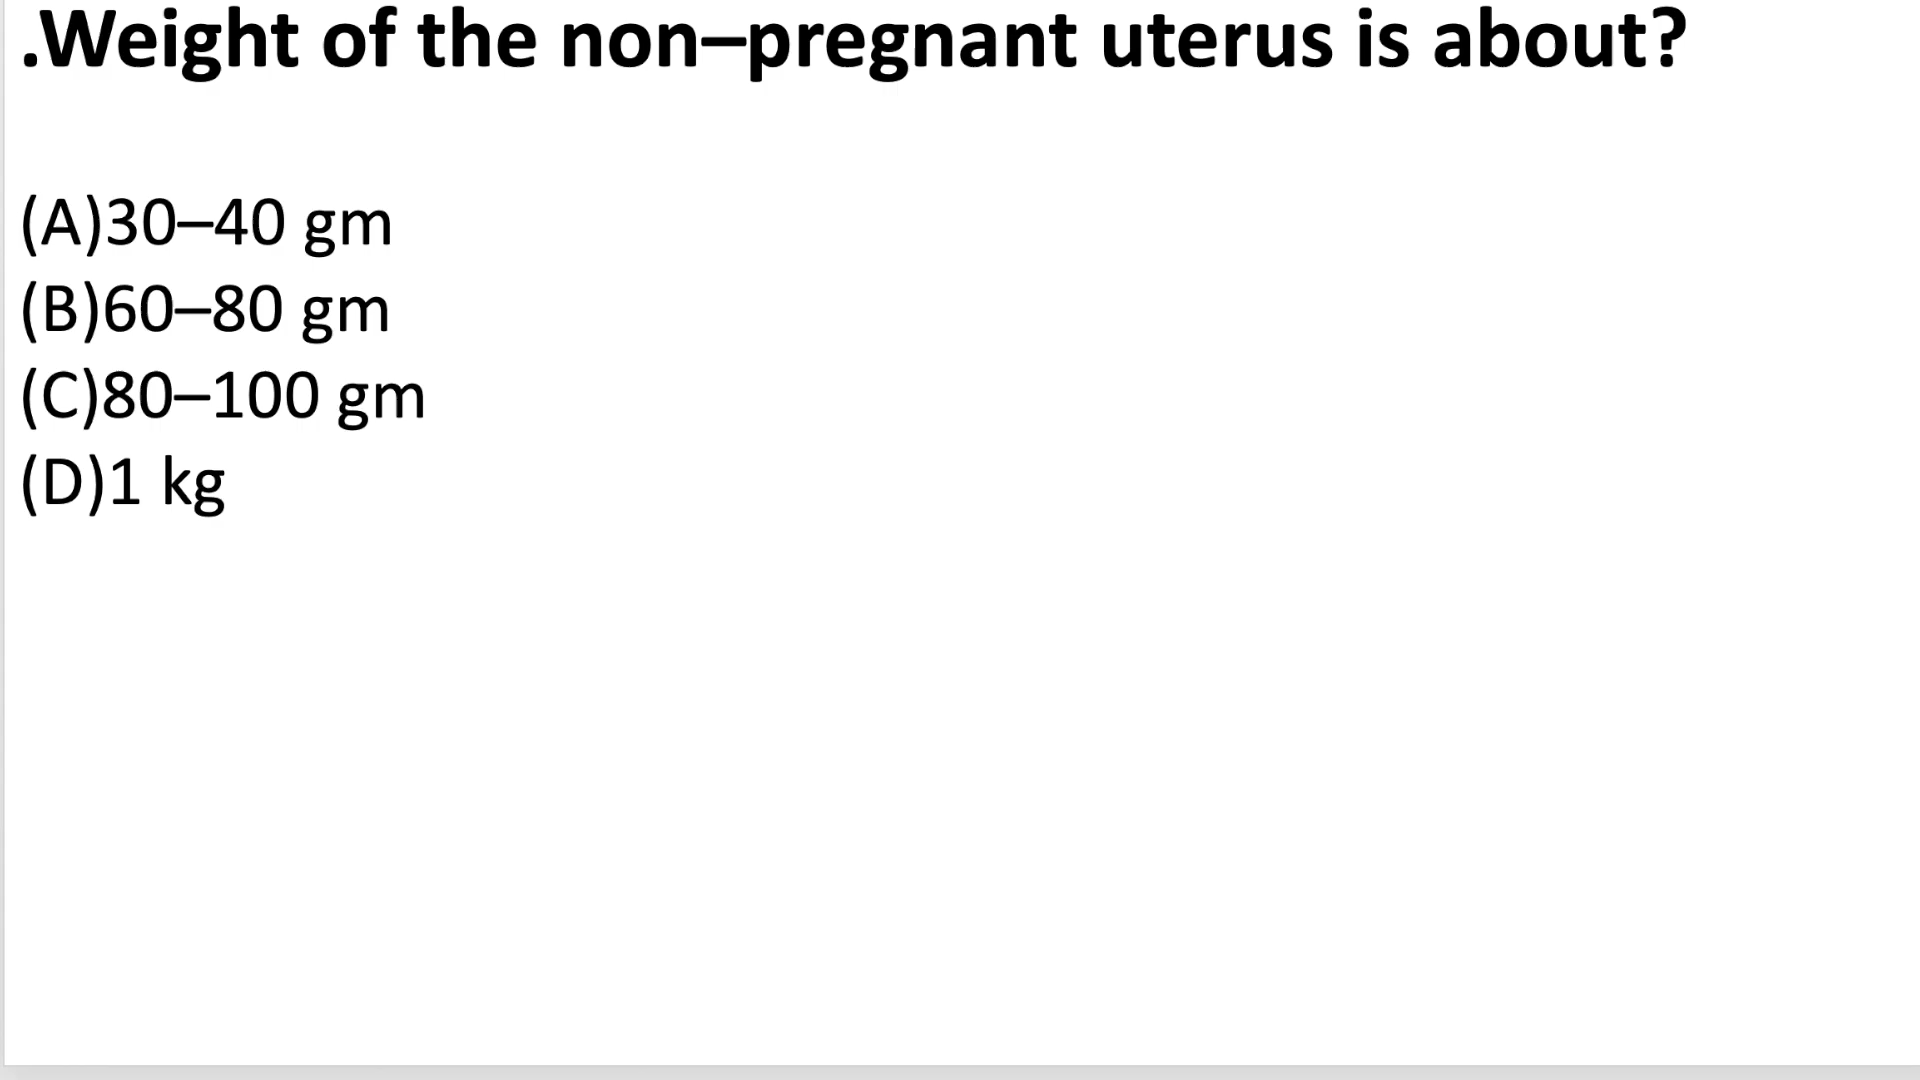 .Weight of the non–pregnant uterus is about?
(A)30–40 gm
(B)60–80 gm
(C)80–100 gm
(D)1 kg